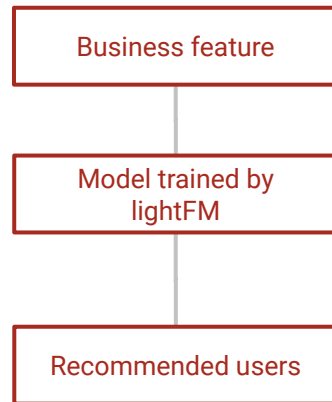 Business feature
Model trained by
lightFM
Recommended users